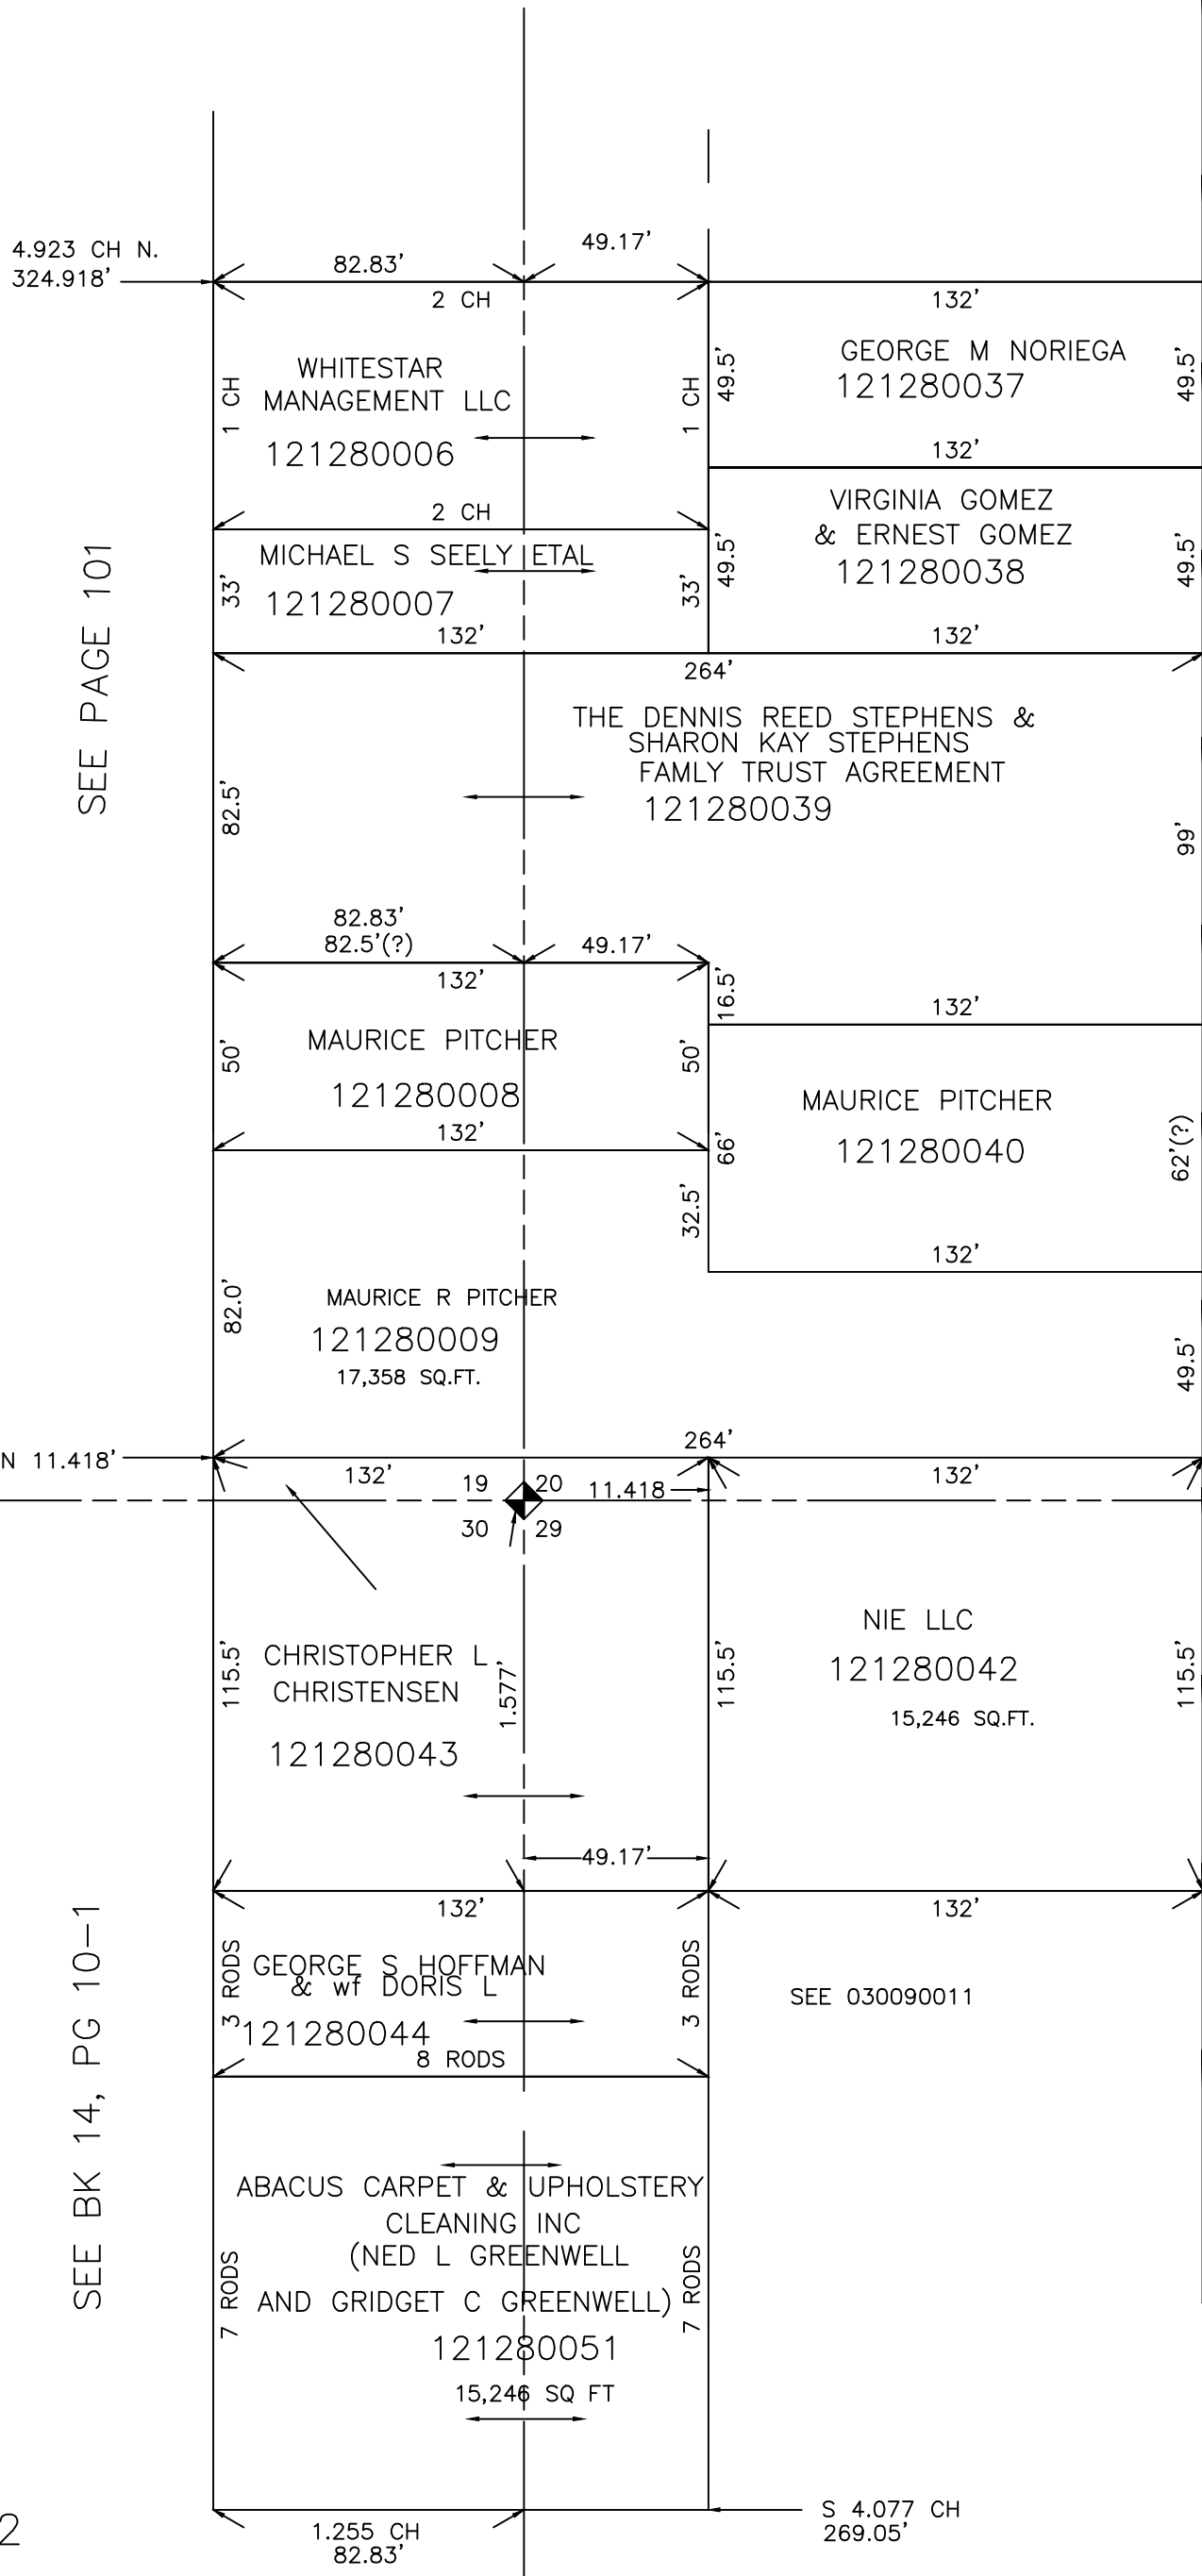 4.923 CH N.
324.918'
82.83'
49.17'
2 CH
132'
WHITESTAR
MANAGEMENT LLC
121280006
1 CH
1 CH
49.5'
GEORGE M NORIEGA
121280037
49.5'
132'
2 CH
VIRGINIA GOMEZ
& ERNEST GOMEZ
121280038
49.5'
49.5'
MICHAEL S SEELY ETAL
121280007
33'
33'
132'
132'
264'
SEE PAGE 101
THE DENNIS REED STEPHENS &
SHARON KAY STEPHENS
FAMLY TRUST AGREEMENT
121280039
82.5'
99'
82.83'
82.5'(?)
49.17'
132'
16.5'
132'
MAURICE PITCHER
121280008
50'
50'
132'
MAURICE PITCHER
121280040
66'
62'(?)
32.5'
132'
82.0'
MAURICE R PITCHER
121280009
17,358 SQ.FT.
49.5'
N 11.418'
264'
132'
132'
19
20
11.418
30
29
CHRISTOPHER L
CHRISTENSEN
121280043
115.5'
1.577'
115.5'
NIE LLC
121280042
15,246 SQ.FT.
115.5'
49.17'
132'
132'
GEORGE S HOFFMAN
& wf DORIS L
121280044
3 RODS
3 RODS
8 RODS
SEE 030090011
SEE BK 14, PG 10-1
ABACUS CARPET & UPHOLSTERY
CLEANING INC
(NED L GREENWELL
AND GRIDGET C GREENWELL)
121280051
15,246 SQ FT
7 RODS
7 RODS
2
1.255 CH
82.83'
S 4.077 CH
269.05'